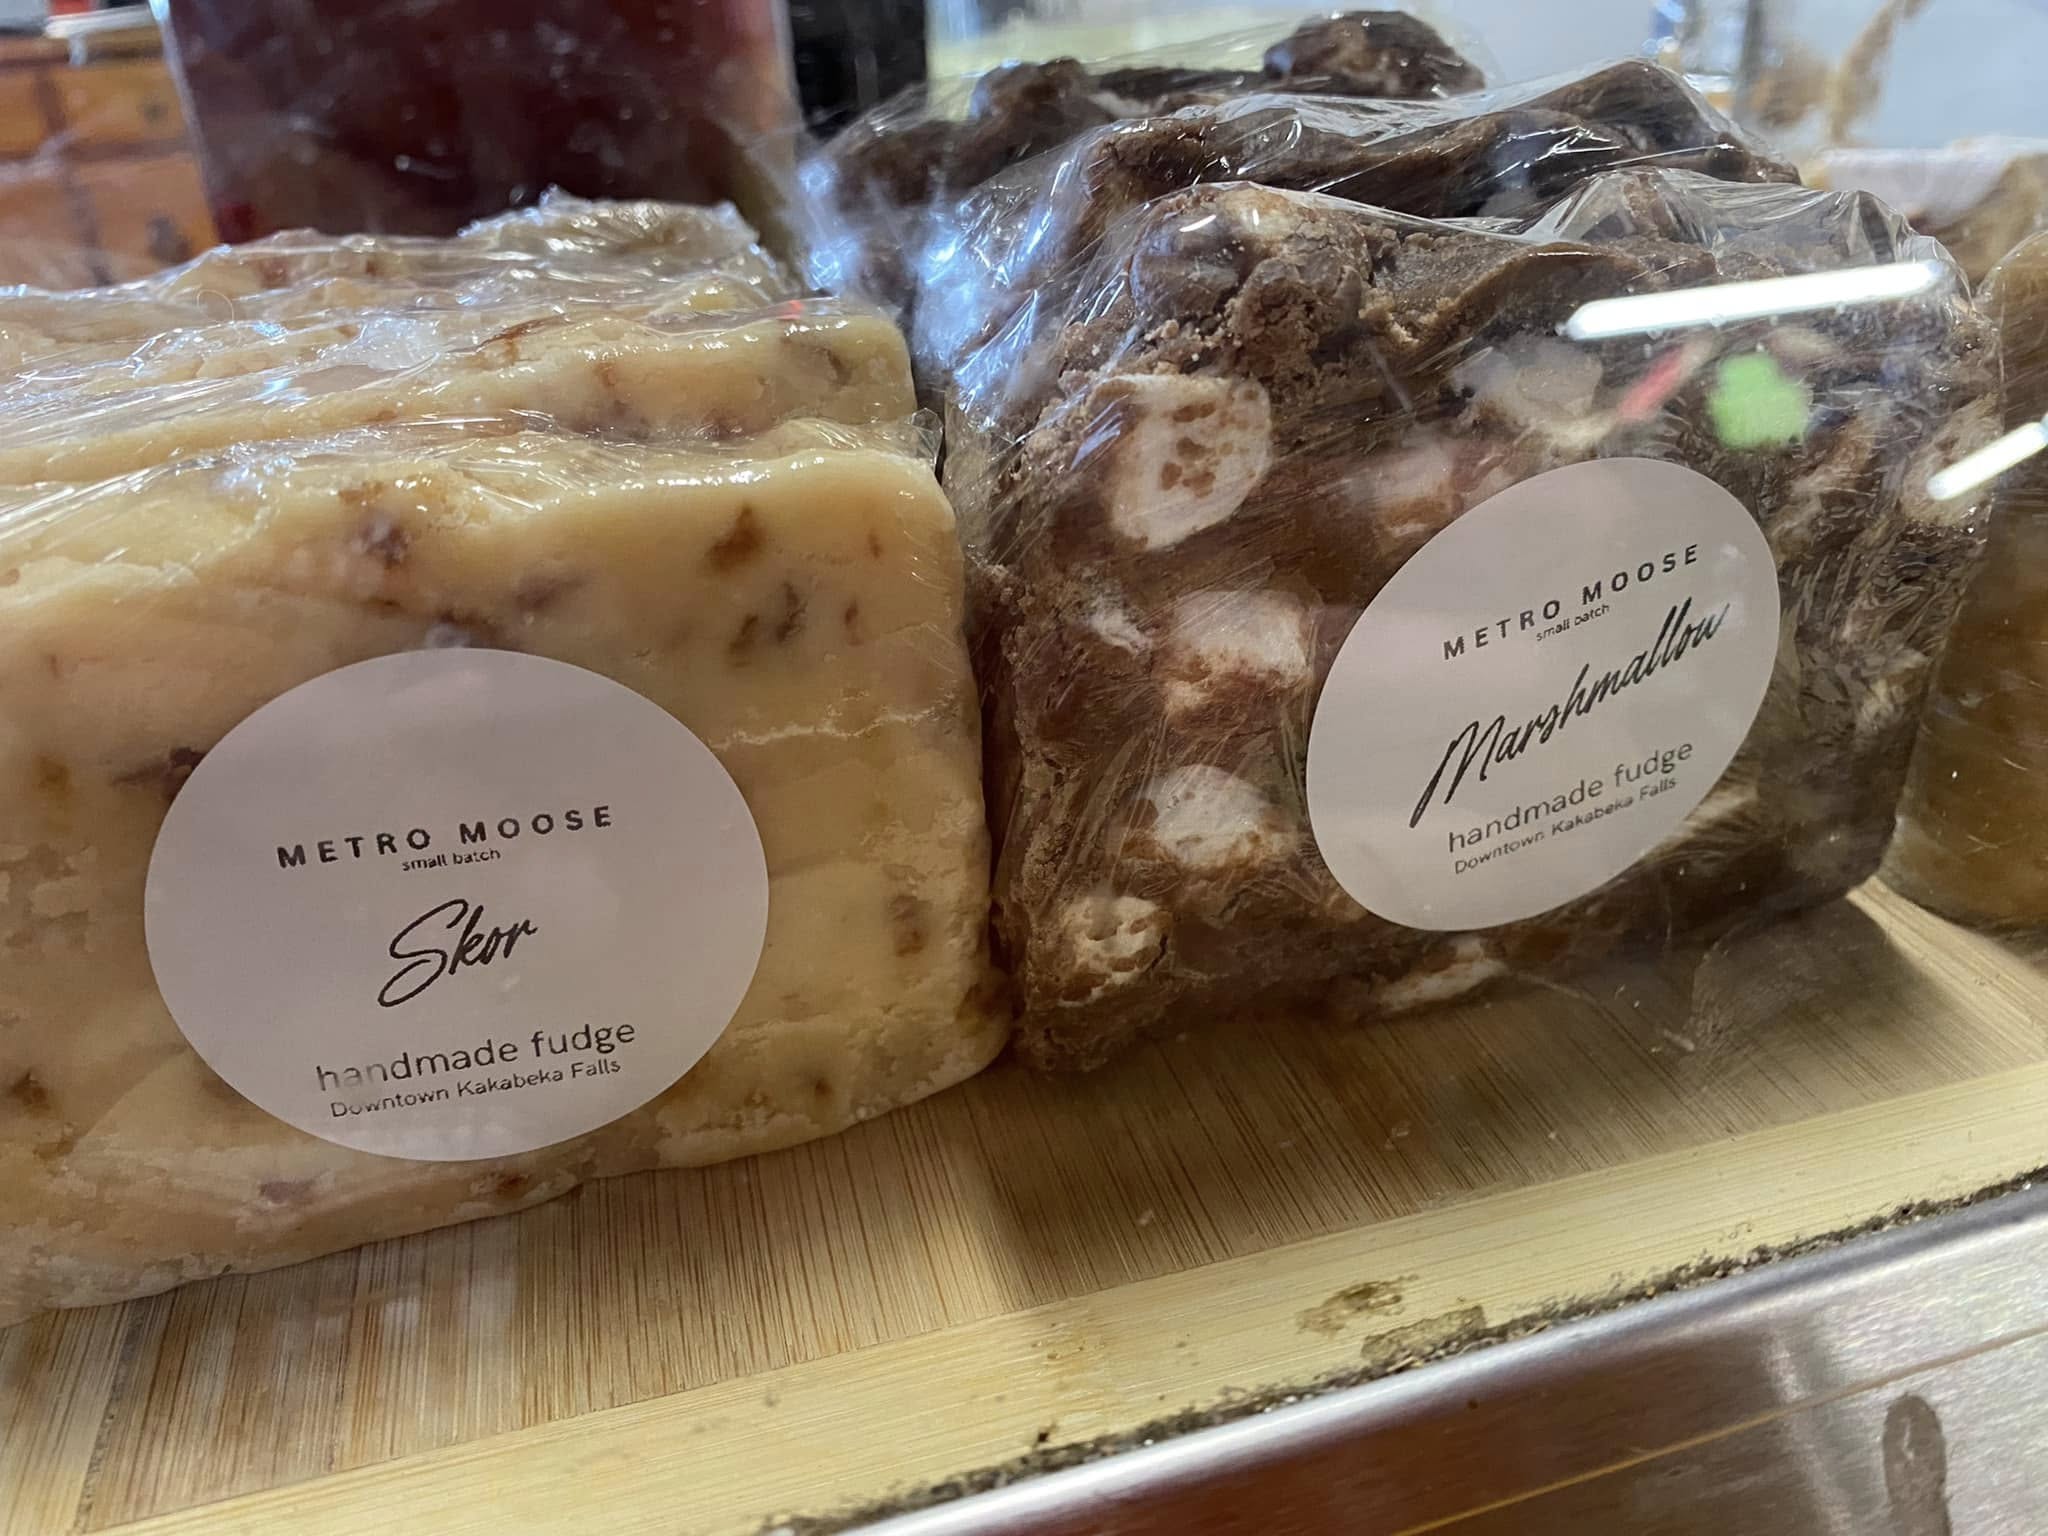 METRO MOOSE
small batch
Skor
handmade fudge
Downtown Kakabeka Falls
METRO MOOSE
small batch
Marshmallow
handmade fudge
Downtown Kakabeka Falls